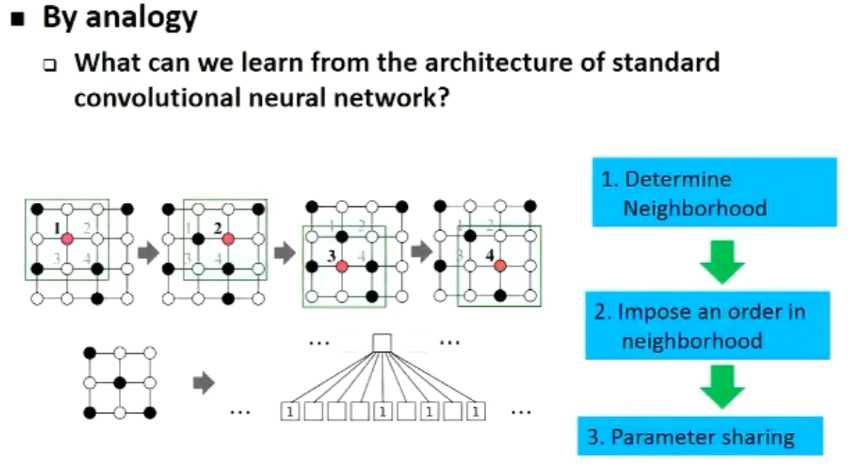 By analogy
What can we learn from the architecture of standard
convolutional neural network?
1 2
3 4
1 2
3 4
1 2
3 4
1 2
3 4
1. Determine
Neighborhood
2. Impose an order in
neighborhood
3. Parameter sharing
... ...
... 1 1 1 1 ...